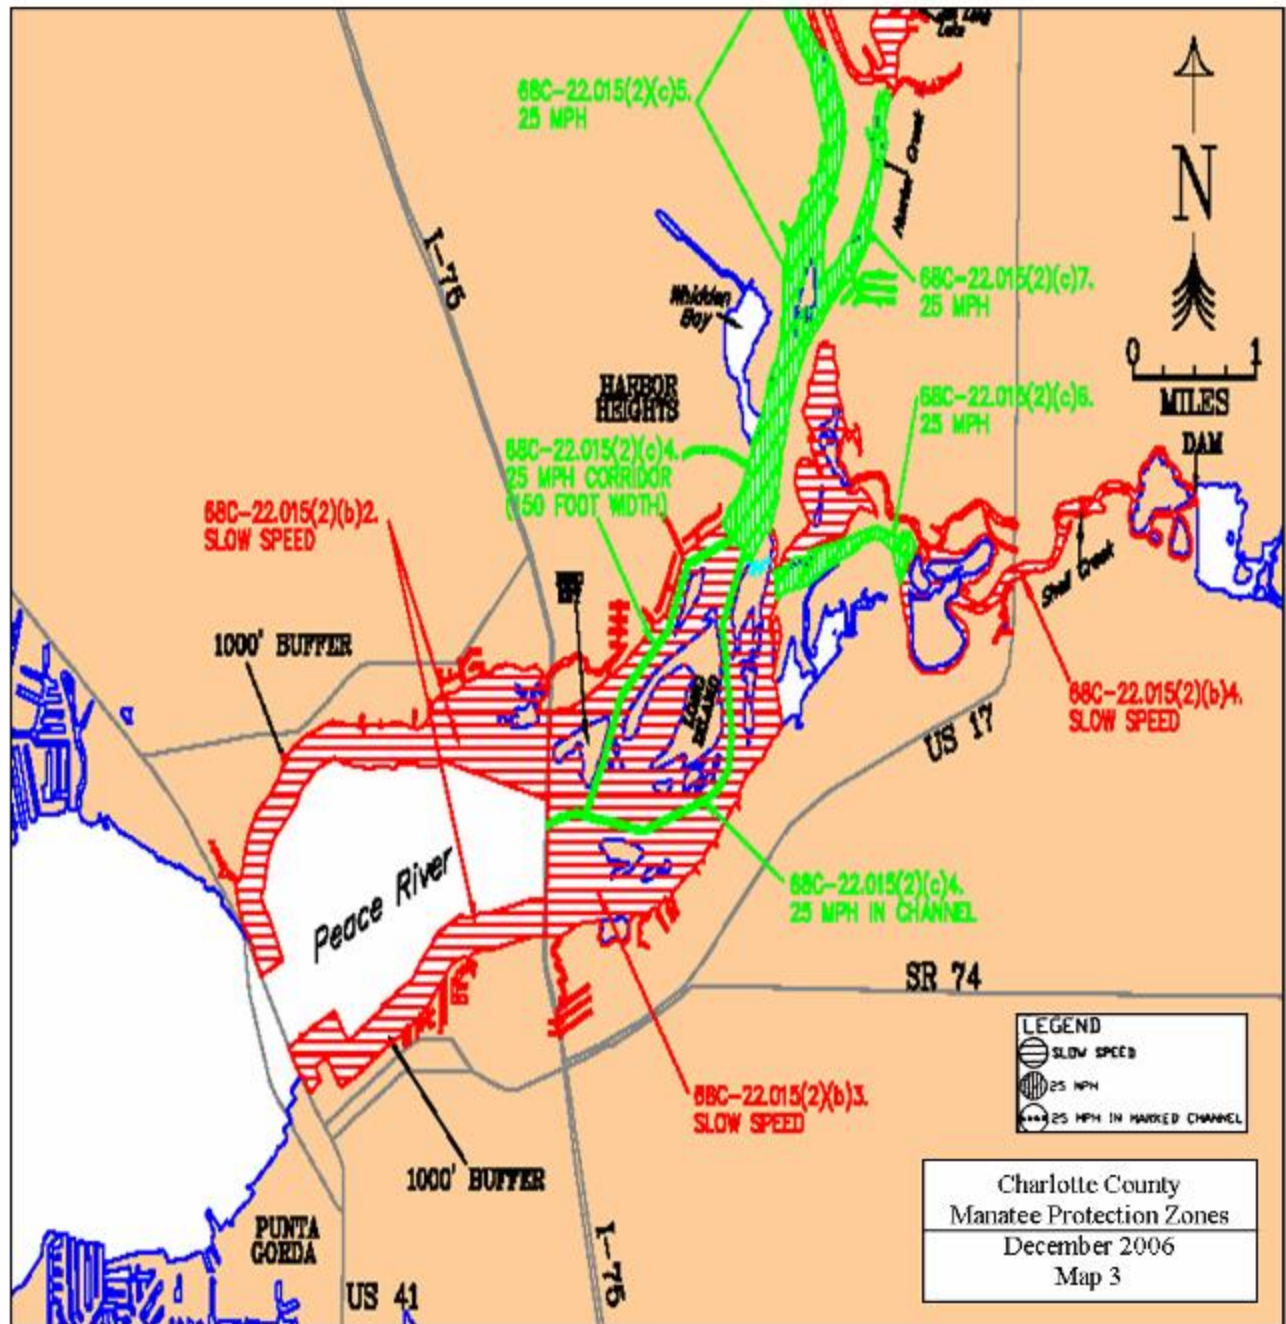 Lake
68C-22.015(2)(c)5.
25 MPH
Hunter Creek
N
I-75
Whidden
Bay
68C-22.015(2)(c)7.
25 MPH
0 1
MILES
HARBOR
HEIGHTS
68C-22.015(2)(c)6.
25 MPH
DAM
68C-22.015(2)(c)4.
25 MPH CORRIDOR
(150 FOOT WIDTH)
68C-22.015(2)(b)2.
SLOW SPEED
Shell Creek
1000' BUFFER
LONG
ISLAND
68C-22.015(2)(b)4.
SLOW SPEED
US 17
Peace River
68C-22.015(2)(c)4.
25 MPH IN CHANNEL
SR 74
LEGEND
SLOW SPEED
25 MPH
25 MPH IN MARKED CHANNEL
68C-22.015(2)(b)3.
SLOW SPEED
1000' BUFFER
Charlotte County
Manatee Protection Zones
December 2006
Map 3
PUNTA
GORDA
US 41
I-75